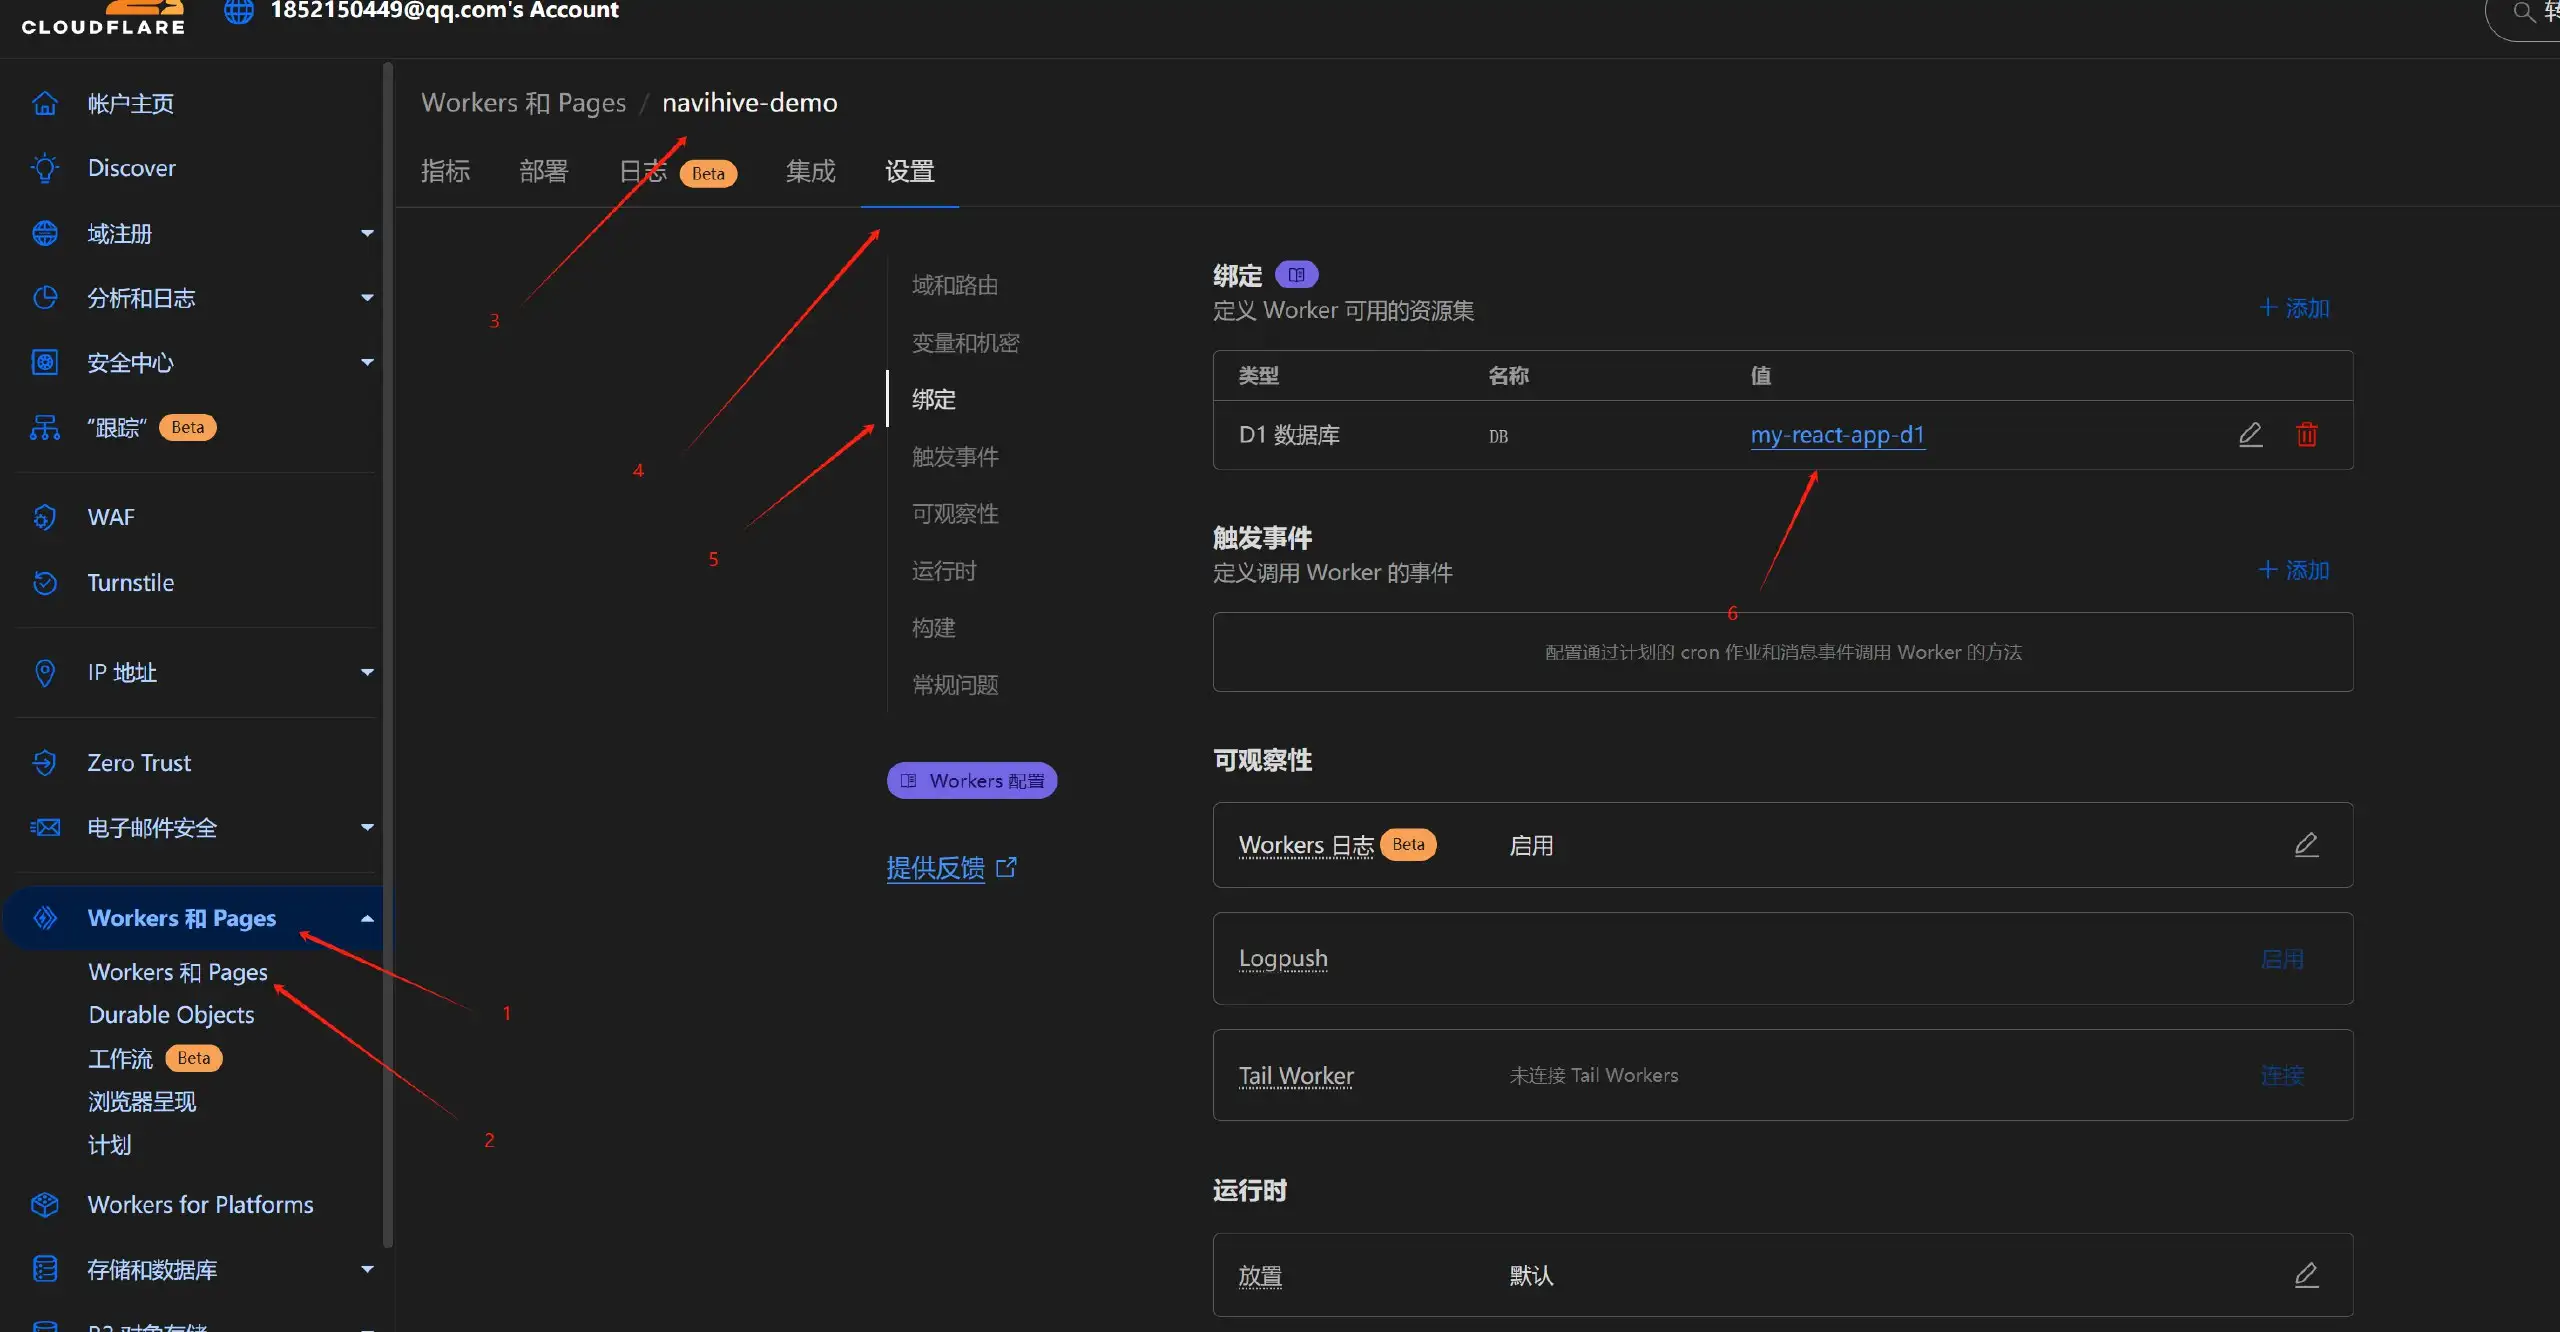 CLOUDFLARE
1852150449@qq.com's Account
转
帐户主页
Discover
域注册
分析和日志
安全中心
“跟踪” Beta
WAF
Turnstile
IP 地址
Zero Trust
电子邮件安全
Workers 和 Pages
Workers 和 Pages
Durable Objects
工作流 Beta
浏览器呈现
计划
Workers for Platforms
存储和数据库
R2 对象存储
Workers 和 Pages / navihive-demo
指标 部署 日志 Beta 集成 设置
3
4
5
1
2
域和路由
变量和机密
绑定
触发事件
可观察性
运行时
构建
常规问题
Workers 配置
提供反馈
绑定
定义 Worker 可用的资源集
+ 添加
类型 名称 值
D1 数据库 DB my-react-app-d1
6
触发事件
定义调用 Worker 的事件
+ 添加
配置通过计划的 cron 作业和消息事件调用 Worker 的方法
可观察性
Workers 日志 Beta 启用
Logpush 启用
Tail Worker 未连接 Tail Workers 连接
运行时
放置 默认